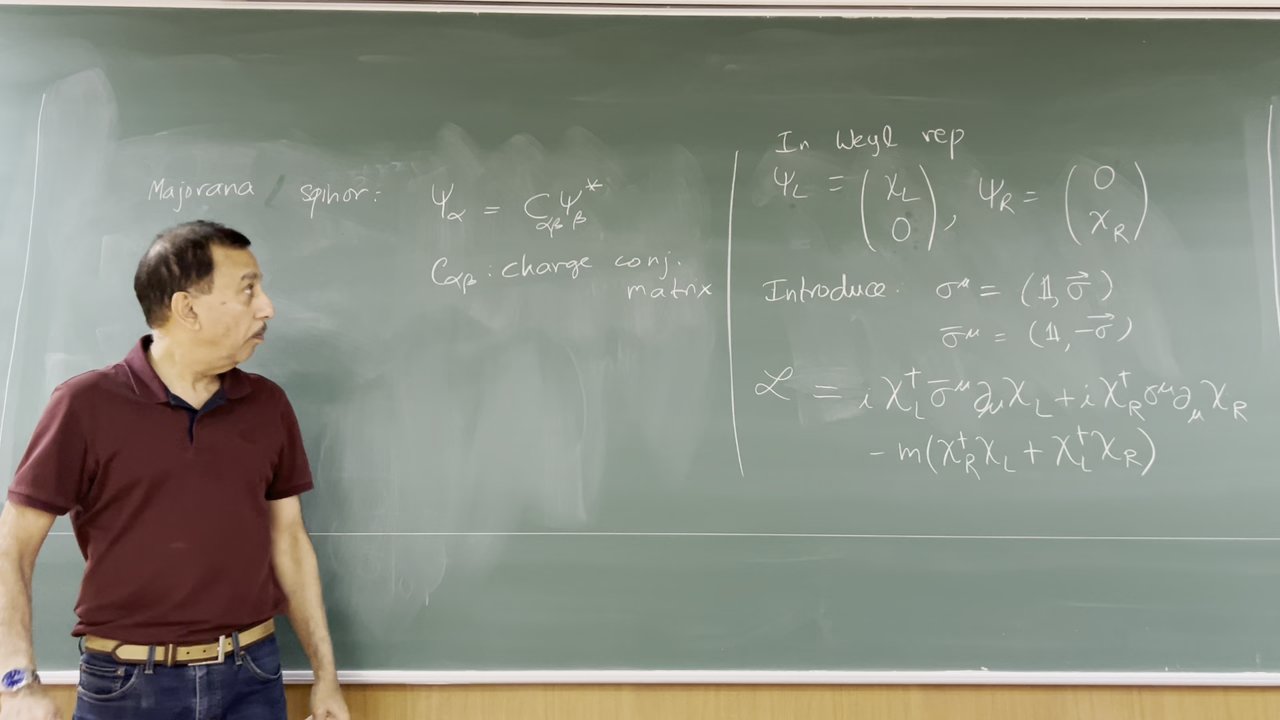 Majorana spinor: Ψ_α = C_αβ Ψ_β^*
C_αβ : charge conj.
matrix
In Weyl rep
Ψ_L = (χ_L 0), Ψ_R = (0 χ_R)
Introduce: σ^μ = (𝟙, σ⃗)
σ̄^μ = (𝟙, -σ⃗)
ℒ = i χ_L^† σ̄^μ ∂_μ χ_L + i χ_R^† σ^μ ∂_μ χ_R
- m(χ_R^† χ_L + χ_L^† χ_R)